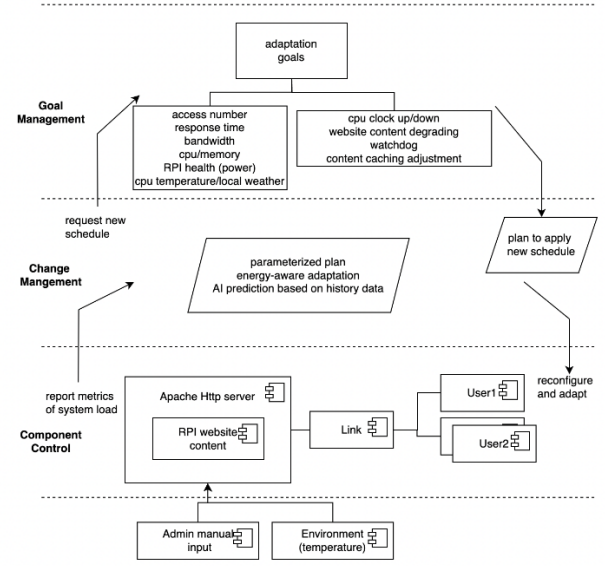 adaptation
goals
Goal
Management
access number
response time
bandwidth
cpu/memory
RPI health (power)
cpu temperature/local weather
cpu clock up/down
website content degrading
watchdog
content caching adjustment
request new
schedule
plan to apply
new schedule
Change
Mangement
parameterized plan
energy-aware adaptation
AI prediction based on history data
report metrics
of system load
Component
Control
Apache Http server
RPI website
content
Link
User1
User2
reconfigure
and adapt
Admin manual
input
Environment
(temperature)